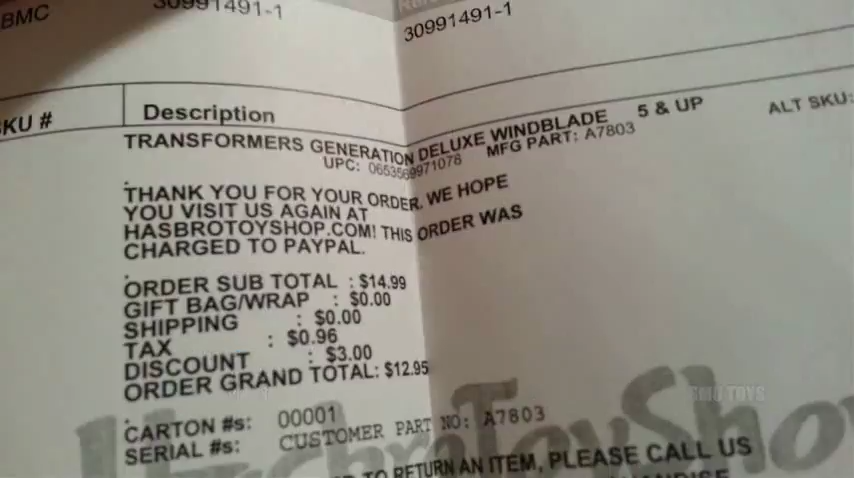 BMC
30991491-1
30991491-1
KU # Description ALT SKU:
TRANSFORMERS GENERATION DELUXE WINDBLADE 5 & UP
UPC: 0653569971078 MFG PART: A7803
THANK YOU FOR YOUR ORDER. WE HOPE
YOU VISIT US AGAIN AT
HASBROTOYSHOP.COM! THIS ORDER WAS
CHARGED TO PAYPAL.
ORDER SUB TOTAL : $14.99
GIFT BAG/WRAP : $0.00
SHIPPING : $0.00
TAX : $0.96
DISCOUNT : $3.00
ORDER GRAND TOTAL: $12.95
CARTON #s: 00001
SERIAL #s: CUSTOMER PART NO: A7803
HasbroToySho
TO RETURN AN ITEM, PLEASE CALL US
TOYS